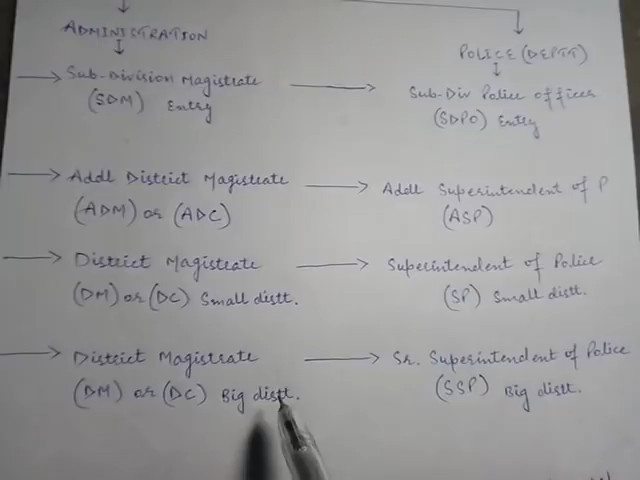 ADMINISTRATION
POLICE (DEPTT)
Sub-Division Magistrate
(SDM) Entry
Sub-Div Police officer
(SDPO) Entry
Addl District Magistrate
(ADM) or (ADC)
Addl Superintendent of P
(ASP)
District Magistrate
(DM) or (DC) Small distt.
Superintendent of Police
(SP) Small distt.
District Magistrate
(DM) or (DC) Big distt.
Sr. Superintendent of Police
(SSP) Big distt.